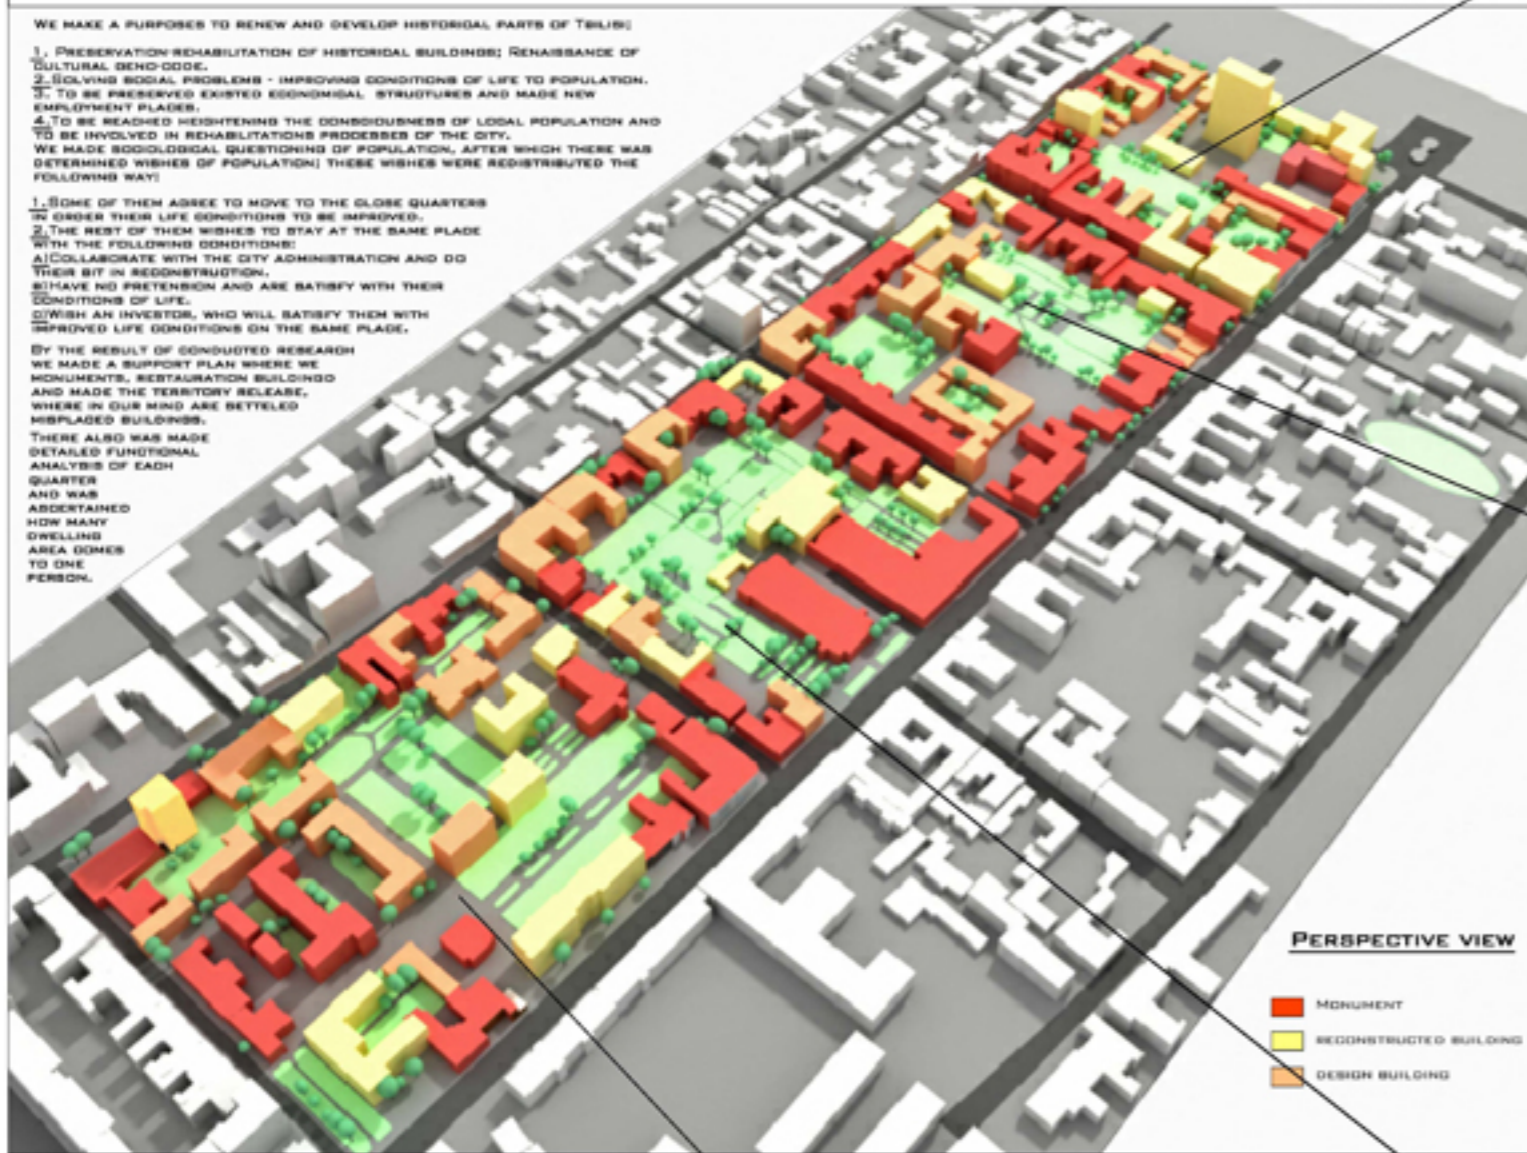 We make a purposes to renew and develop historical parts of Tbilisi;
1. Preservation-rehabilitation of historical buildings; Renaissance of
cultural geno-code.
2. Solving social problems - improving conditions of life to population.
3. To be preserved existed economical structures and made new
employment places.
4. To be reached heightening the consciousness of local population and
to be involved in rehabilitations processes of the city.
We made sociological questioning of population, after which there was
determined wishes of population; these wishes were redistributed the
following way:
1. Some of them agree to move to the close quarters
in order their life conditions to be improved.
2. The rest of them wishes to stay at the same place
with the following conditions:
a) Collaborate with the city administration and do
their bit in reconstruction.
b) Have no pretension and are satisfy with their
conditions of life.
c) Wish an investor, who will satisfy them with
improved life conditions on the same place.
By the result of conducted research
we made a support plan where we
monuments, restauration buildingd
and made the territory release,
where in our mind are setteled
misplaced buildings.
There also was made
detailed functional
analysis of each
quarter
and was
ascertained
how many
dwelling
area comes
to one
person.
Perspective view
Monument
reconstructed building
design building